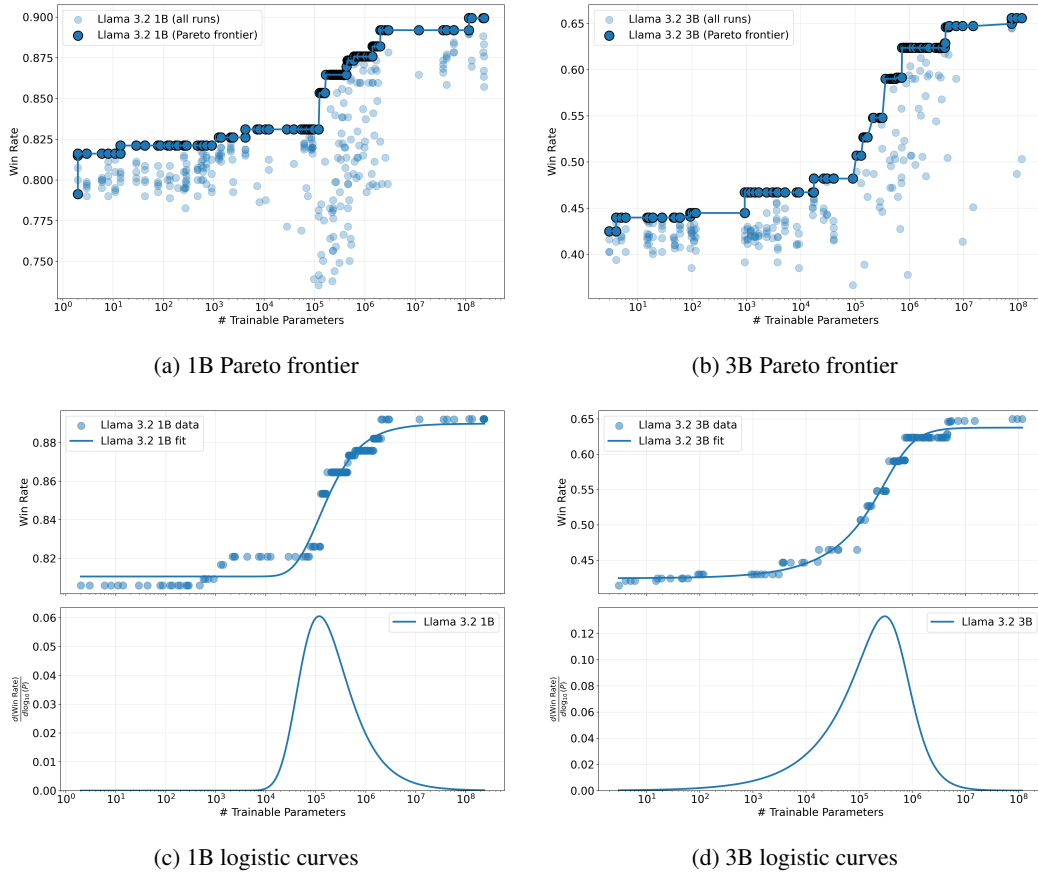 Llama 3.2 1B (all runs)
Llama 3.2 1B (Pareto frontier)
Win Rate
0.900
0.875
0.850
0.825
0.800
0.775
0.750
10^0 10^1 10^2 10^3 10^4 10^5 10^6 10^7 10^8
# Trainable Parameters
(a) 1B Pareto frontier
Llama 3.2 3B (all runs)
Llama 3.2 3B (Pareto frontier)
Win Rate
0.65
0.60
0.55
0.50
0.45
0.40
10^1 10^2 10^3 10^4 10^5 10^6 10^7 10^8
# Trainable Parameters
(b) 3B Pareto frontier
Llama 3.2 1B data
Llama 3.2 1B fit
Win Rate
0.88
0.86
0.84
0.82
Llama 3.2 1B
d(Win Rate)
d log10(P)
0.06
0.05
0.04
0.03
0.02
0.01
0.00
10^0 10^1 10^2 10^3 10^4 10^5 10^6 10^7 10^8
# Trainable Parameters
(c) 1B logistic curves
Llama 3.2 3B data
Llama 3.2 3B fit
Win Rate
0.65
0.60
0.55
0.50
0.45
Llama 3.2 3B
d(Win Rate)
d log10(P)
0.12
0.10
0.08
0.06
0.04
0.02
0.00
10^1 10^2 10^3 10^4 10^5 10^6 10^7 10^8
# Trainable Parameters
(d) 3B logistic curves